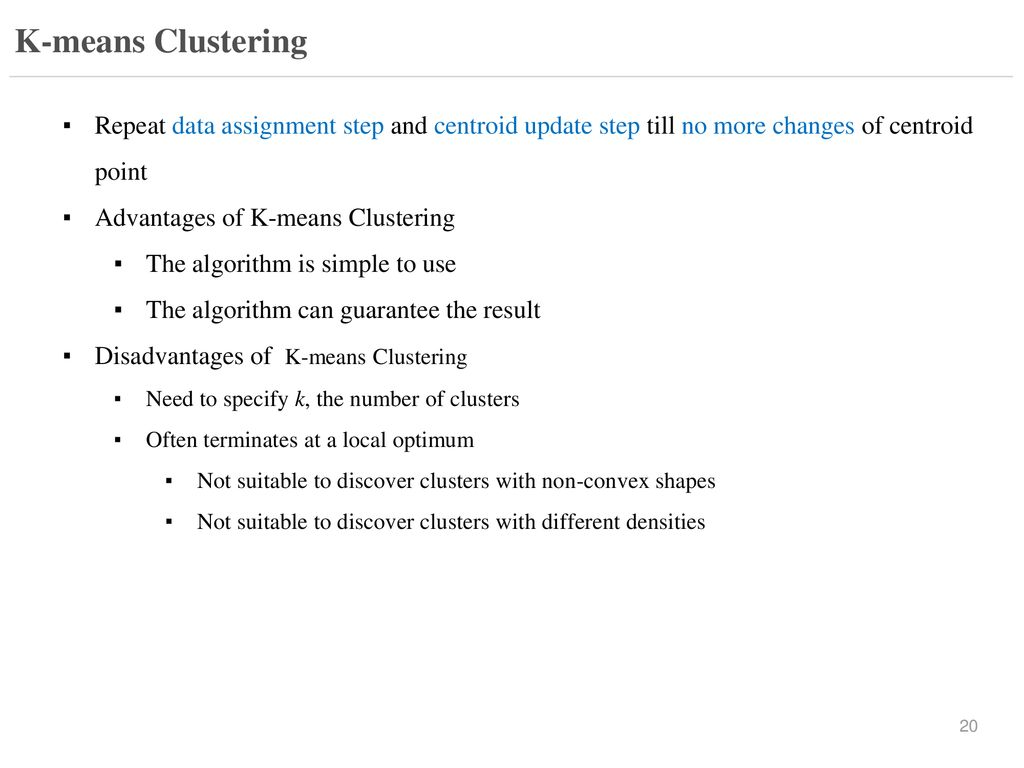 K-means Clustering
▪ Repeat data assignment step and centroid update step till no more changes of centroid
point
▪ Advantages of K-means Clustering
▪ The algorithm is simple to use
▪ The algorithm can guarantee the result
▪ Disadvantages of K-means Clustering
▪ Need to specify k, the number of clusters
▪ Often terminates at a local optimum
▪ Not suitable to discover clusters with non-convex shapes
▪ Not suitable to discover clusters with different densities
20